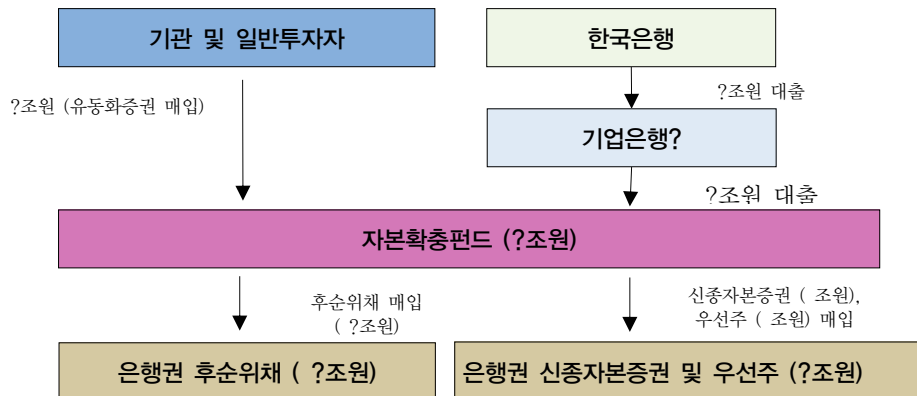 기관 및 일반투자자
한국은행
?조원 (유동화증권 매입)
?조원 대출
기업은행?
?조원 대출
자본확충펀드 (?조원)
후순위채 매입
( ?조원)
신종자본증권 ( 조원),
우선주 ( 조원) 매입
은행권 후순위채 ( ?조원)
은행권 신종자본증권 및 우선주 (?조원)